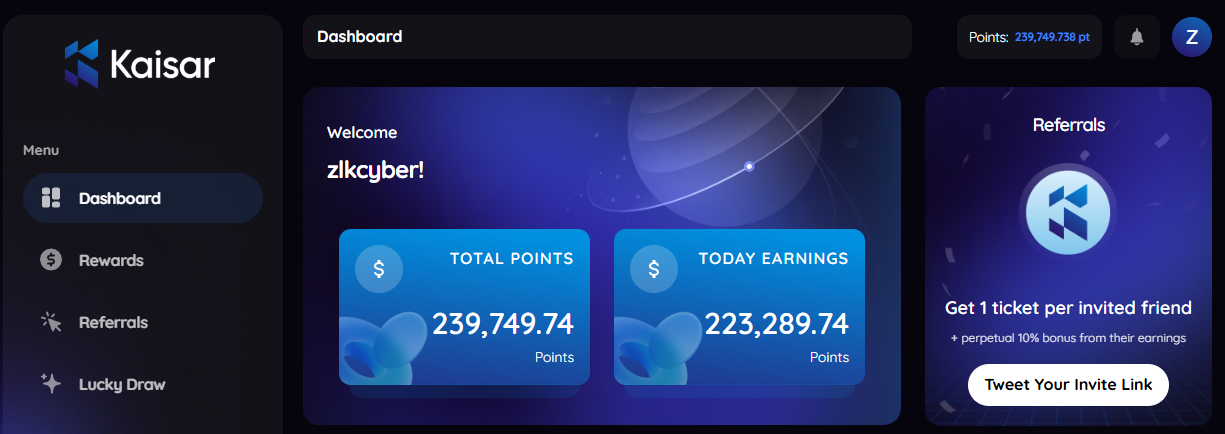 Kaisar
Menu
Dashboard
Rewards
Referrals
Lucky Draw
Dashboard
Points: 239,749.738 pt
Z
Welcome
zlkcyber!
$
TOTAL POINTS
239,749.74
Points
$
TODAY EARNINGS
223,289.74
Points
Referrals
Get 1 ticket per invited friend
+ perpetual 10% bonus from their earnings
Tweet Your Invite Link